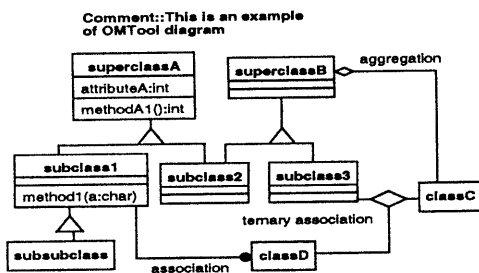 Comment::This is an example
of OMTool diagram
superclassA
attributeA:int
methodA1():int
superclassB
aggregation
subclass1
method1(a:char)
subclass2
subclass3
classC
ternary association
subsubclass
association
classD